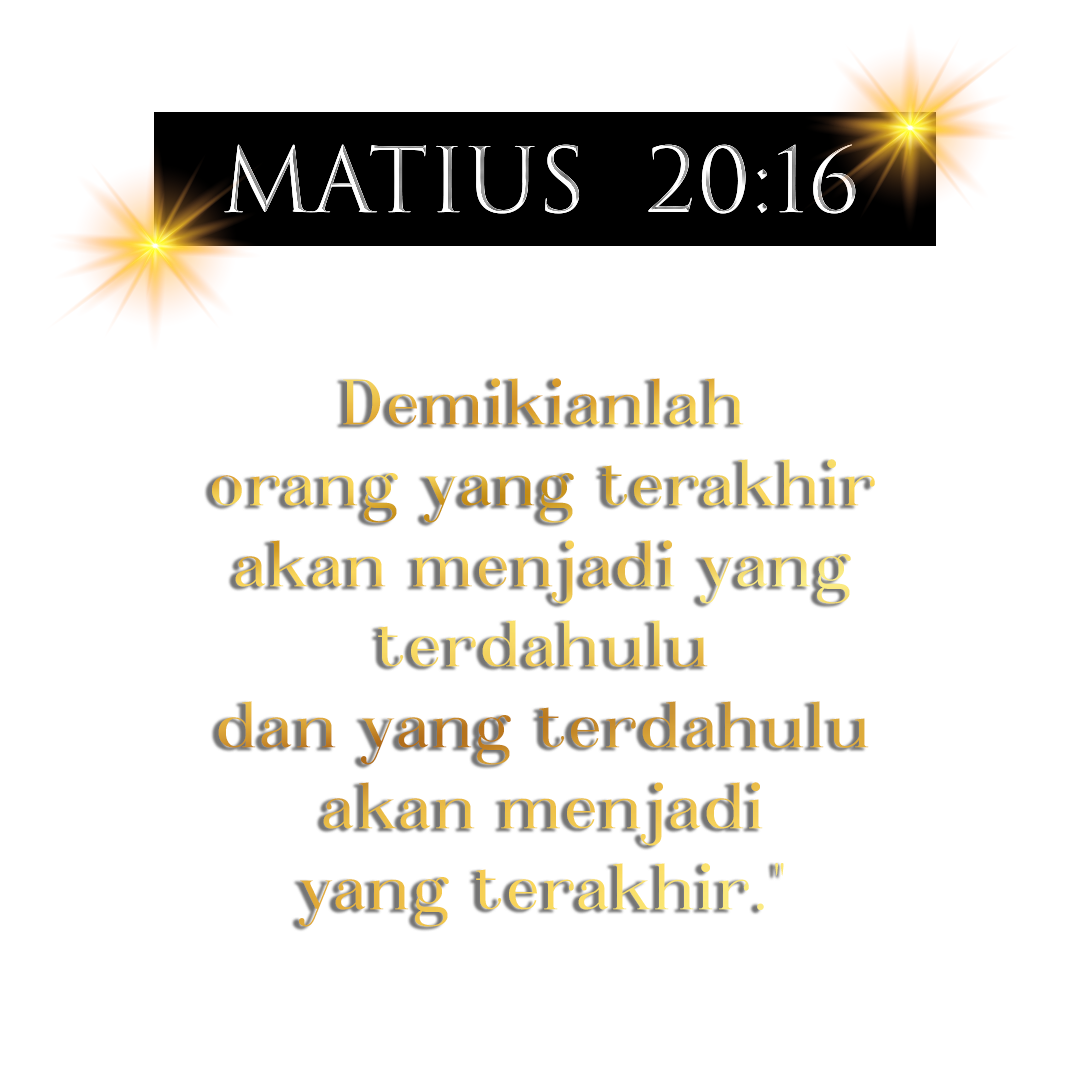 MATIUS 20:16
Demikianlah
orang yang terakhir
akan menjadi yang
terdahulu
dan yang terdahulu
akan menjadi
yang terakhir."